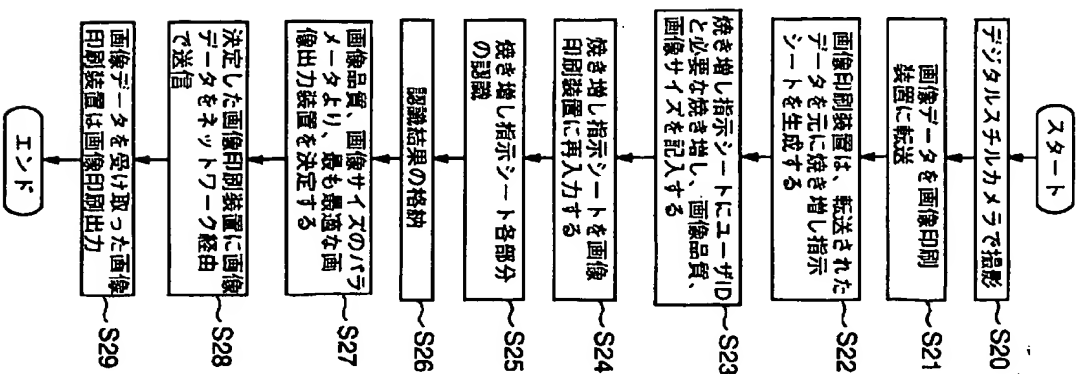 スタート
デジタルスチルカメラで撮影
S20
画像データを画像印刷
装置に転送
S21
画像印刷装置は、転送された
データを元に焼き増し指示
シートを生成する
S22
焼き増し指示シートにユーザID
と必要な焼き増し、画像品質、
画像サイズを記入する
S23
焼き増し指示シートを画像
印刷装置に再入力する
S24
焼き増し指示シート各部分
の認識
S25
認識結果の格納
S26
画像品質、画像サイズのパラ
メータより、最も最適な画
像出力装置を決定する
S27
決定した画像印刷装置に画像
データをネットワーク経由
で送信
S28
画像データを受け取った画像
印刷装置は画像印刷出力
S29
エンド